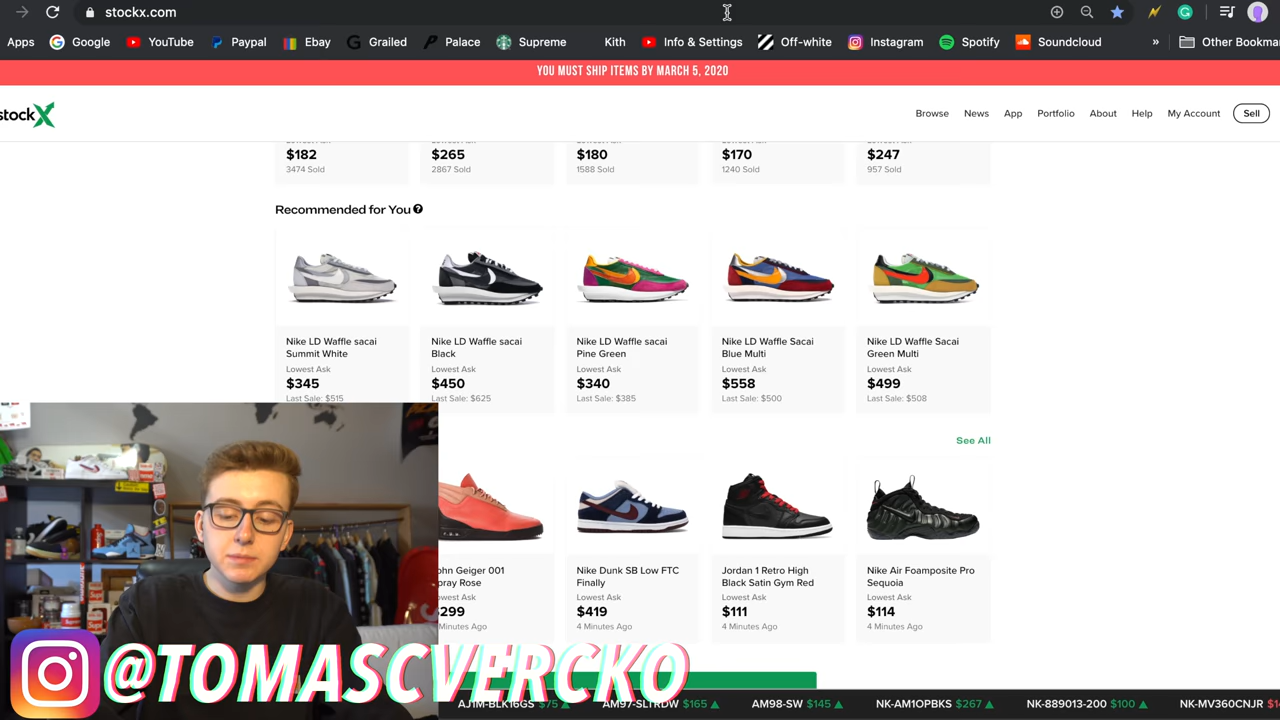 stockx.com
Apps Google YouTube Paypal Ebay Grailed Palace Supreme Kith Info & Settings Off-white Instagram Spotify Soundcloud » Other Bookmar
YOU MUST SHIP ITEMS BY MARCH 5, 2020
stockX Browse News App Portfolio About Help My Account Sell
$182 $265 $180 $170 $247
3474 Sold 2867 Sold 1588 Sold 1240 Sold 957 Sold
Recommended for You
Nike LD Waffle sacai Nike LD Waffle sacai Nike LD Waffle sacai Nike LD Waffle Sacai Nike LD Waffle Sacai
Summit White Black Pine Green Blue Multi Green Multi
Lowest Ask Lowest Ask Lowest Ask Lowest Ask Lowest Ask
$345 $450 $340 $558 $499
Last Sale: $515 Last Sale: $625 Last Sale: $385 Last Sale: $500 Last Sale: $508
See All
ohn Geiger 001 Nike Dunk SB Low FTC Jordan 1 Retro High Nike Air Foamposite Pro
pray Rose Finally Black Satin Gym Red Sequoia
owest Ask Lowest Ask Lowest Ask Lowest Ask
$299 $419 $111 $114
Minutes Ago 4 Minutes Ago 4 Minutes Ago 4 Minutes Ago
@TOMASCVERCKO
AJ1M-BLK16GS $75 AM97-SLTRDW $165 AM98-SW $145 NK-AM1OPBKS $267 NK-889013-200 $100 NK-MV360CNJR